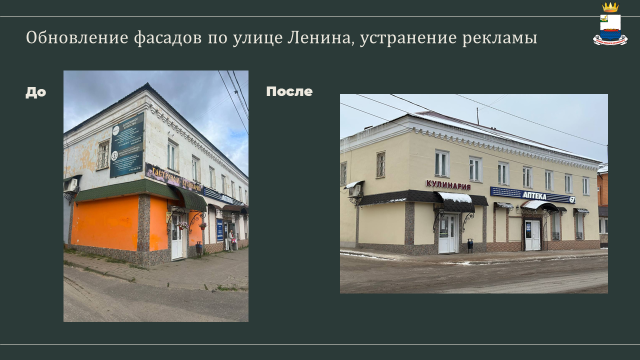 Обновление фасадов по улице Ленина, устранение рекламы
До
После
КУЛИНАРИЯ
АПТЕКА